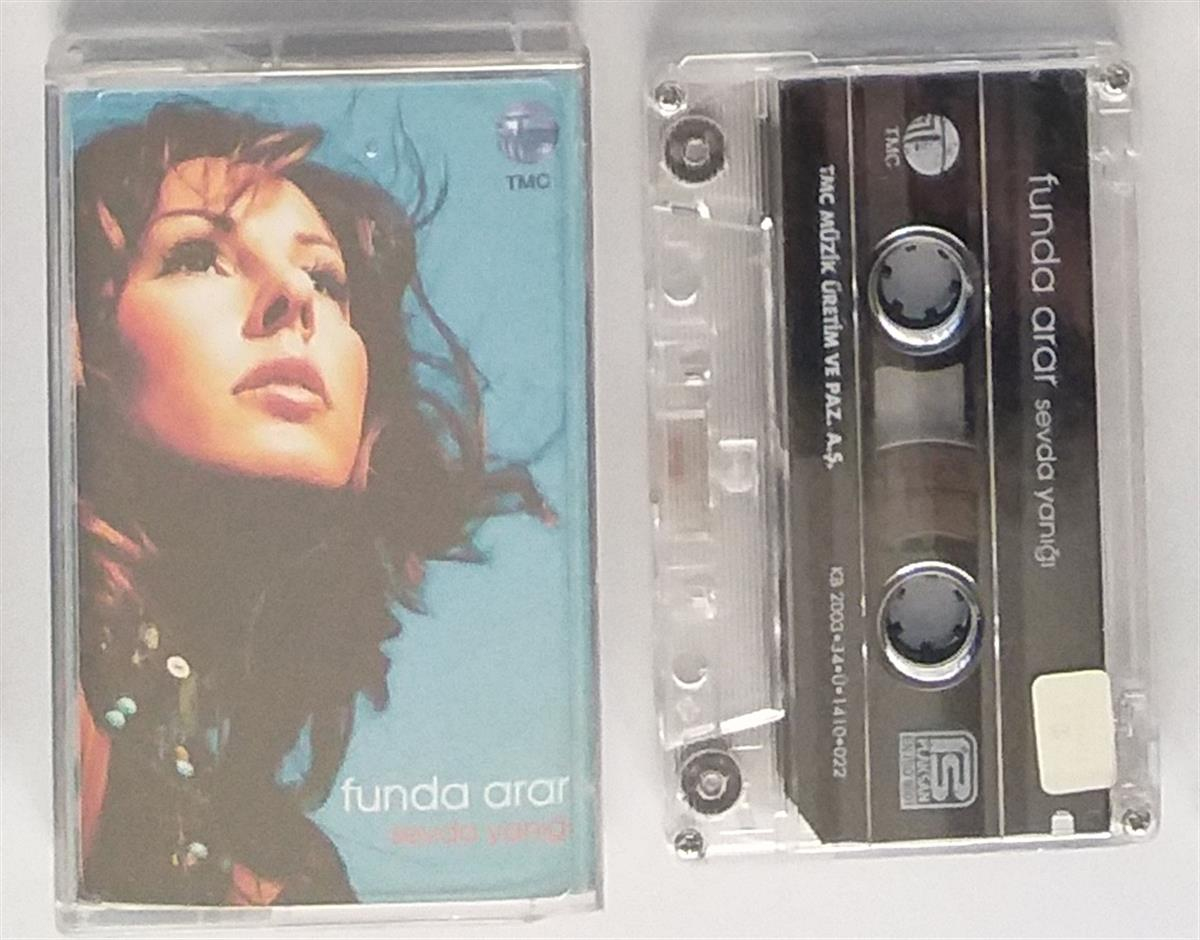 TMC
funda arar
sevda yanığı
funda arar sevda yanığı
TMC
TMC MÜZİK ÜRETİM VE PAZ. A.Ş.
KB 2003•34•Ü•1410•022
PLAKSAN